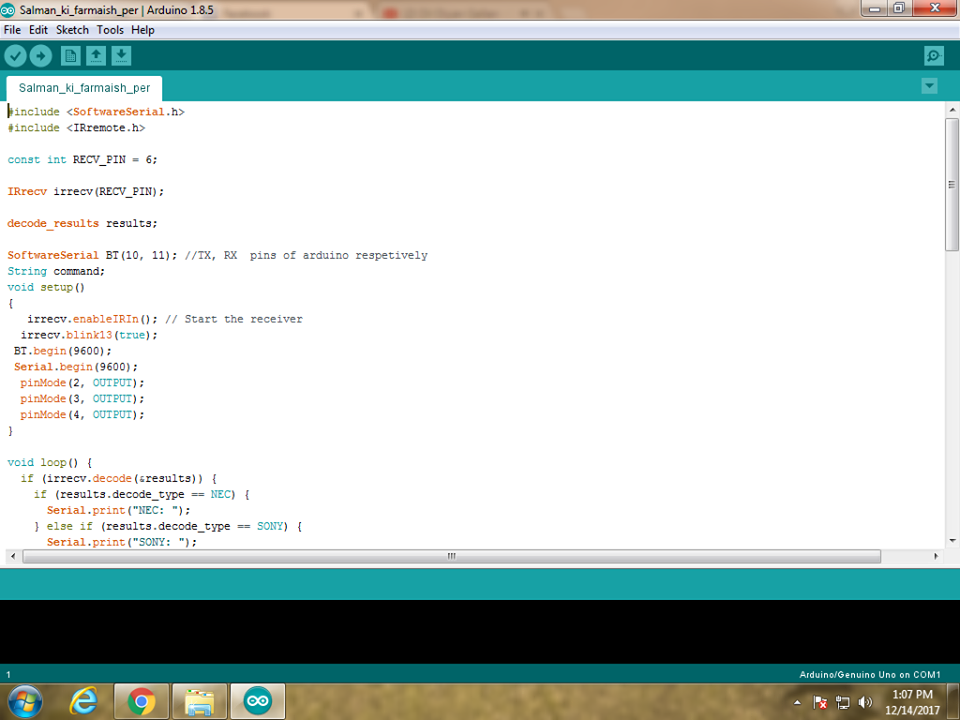 Salman_ki_farmaish_per | Arduino 1.8.5
File Edit Sketch Tools Help
Salman_ki_farmaish_per
#include <SoftwareSerial.h>
#include <IRremote.h>
const int RECV_PIN = 6;
IRrecv irrecv(RECV_PIN);
decode_results results;
SoftwareSerial BT(10, 11); //TX, RX  pins of arduino respetively
String command;
void setup()
{
   irrecv.enableIRIn(); // Start the receiver
  irrecv.blink13(true);
 BT.begin(9600);
 Serial.begin(9600);
  pinMode(2, OUTPUT);
  pinMode(3, OUTPUT);
  pinMode(4, OUTPUT);
}
void loop() {
  if (irrecv.decode(&results)) {
    if (results.decode_type == NEC) {
      Serial.print("NEC: ");
    } else if (results.decode_type == SONY) {
      Serial.print("SONY: ");
1
Arduino/Genuino Uno on COM1
1:07 PM
12/14/2017